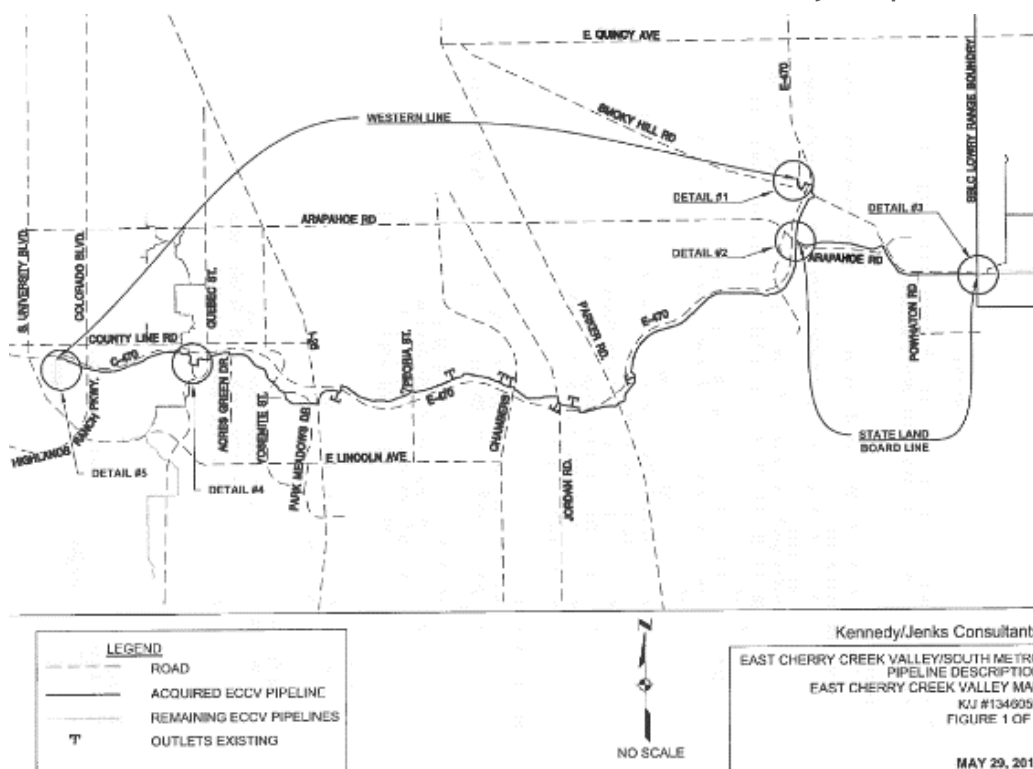 E. QUINCY AVE
E-470
SBLC LOWRY RANGE BOUNDRY
SMOKY HILL RD
WESTERN LINE
DETAIL #1
DETAIL #3
ARAPAHOE RD
S. UNIVERSITY BLVD.
COLORADO BLVD.
QUEBEC ST.
DETAIL #2
ARAPAHOE RD
POWHATON RD
PARKER RD.
E-470
COUNTY LINE RD
I-25
C-470
ACRES GREEN DR.
YOSEMITE ST.
PEORIA ST.
E-470
CHAMBERS
HIGHLANDS RANCH PKWY.
PARK MEADOWS DR
E LINCOLN AVE
JORDAN RD.
STATE LAND
BOARD LINE
DETAIL #5
DETAIL #4
LEGEND
ROAD
ACQUIRED ECCV PIPELINE
REMAINING ECCV PIPELINES
T OUTLETS EXISTING
N
NO SCALE
Kennedy/Jenks Consultant
EAST CHERRY CREEK VALLEY/SOUTH METR
PIPELINE DESCRIPTIO
EAST CHERRY CREEK VALLEY MA
K/J #134605
FIGURE 1 OF
MAY 29, 201